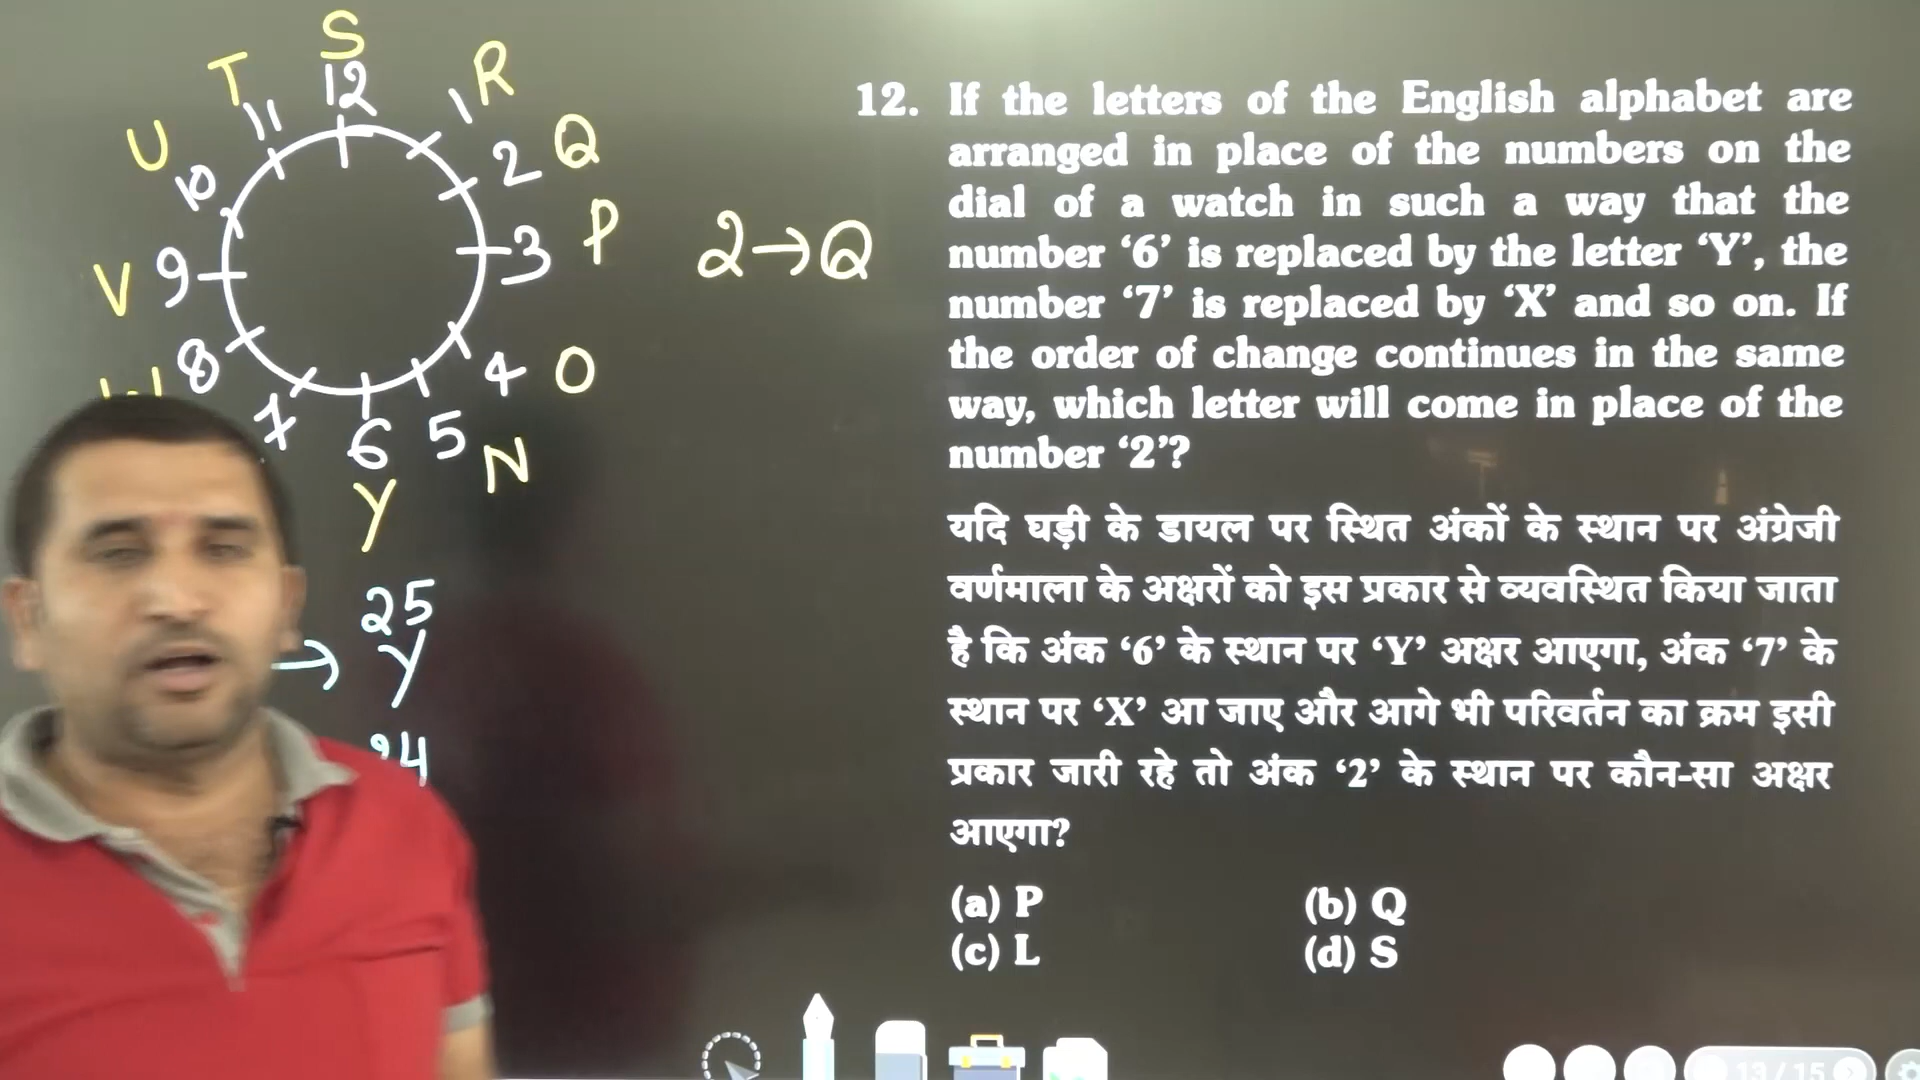 S
T 12 R
11 1
U Q
10 2
P
V 9 3 2→Q
8 4 O
7 6 5 N
Y
25
→ Y
24
12. If the letters of the English alphabet are
arranged in place of the numbers on the
dial of a watch in such a way that the
number ‘6’ is replaced by the letter ‘Y’, the
number ‘7’ is replaced by ‘X’ and so on. If
the order of change continues in the same
way, which letter will come in place of the
number ‘2’?
यदि घड़ी के डायल पर स्थित अंकों के स्थान पर अंग्रेजी
वर्णमाला के अक्षरों को इस प्रकार से व्यवस्थित किया जाता
है कि अंक ‘6’ के स्थान पर ‘Y’ अक्षर आएगा, अंक ‘7’ के
स्थान पर ‘X’ आ जाए और आगे भी परिवर्तन का क्रम इसी
प्रकार जारी रहे तो अंक ‘2’ के स्थान पर कौन-सा अक्षर
आएगा?
(a) P (b) Q
(c) L (d) S
13 / 15